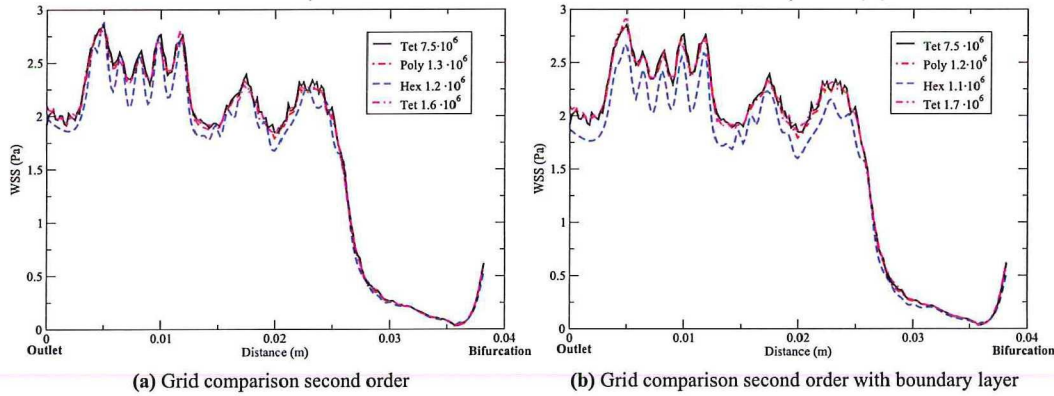 3
2.5
2
1.5
1
0.5
0
WSS (Pa)
Tet 7.5·10^6
Poly 1.3 ·10^6
Hex 1.2 ·10^6
Tet 1.6 ·10^6
0 0.01 0.02 0.03 0.04
Outlet Distance (m) Bifurcation
(a) Grid comparison second order
3
2.5
2
1.5
1
0.5
0
WSS (Pa)
Tet 7.5·10^6
Poly 1.2·10^6
Hex 1.1·10^6
Tet 1.7 ·10^6
0 0.01 0.02 0.03 0.04
Outlet Distance (m) Bifurcation
(b) Grid comparison second order with boundary layer